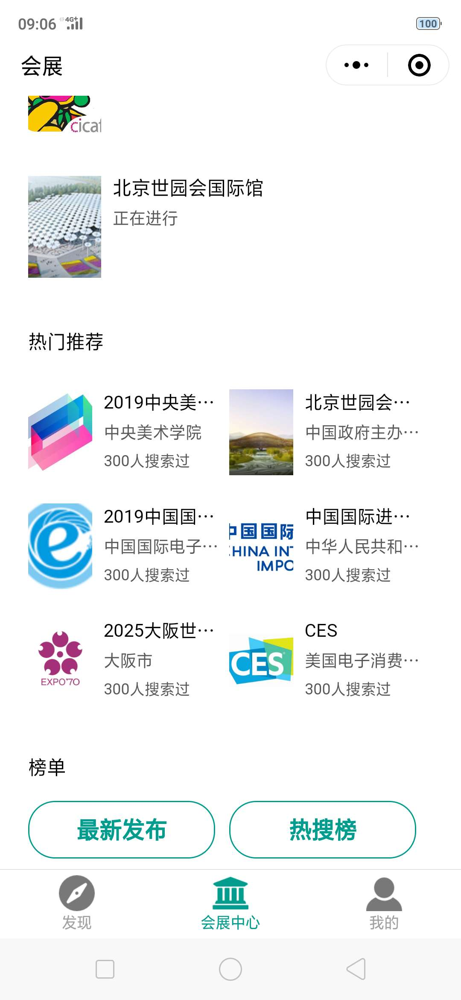 09:06
4G+
100
会展
cicaf
北京世园会国际馆
正在进行
热门推荐
2019中央美…
中央美术学院
300人搜索过
北京世园会…
中国政府主办…
300人搜索过
2019中国国…
中国国际电子…
300人搜索过
中国国际
CHINA INT
IMPO
中国国际进…
中华人民共和…
300人搜索过
EXPO'70
2025大阪世…
大阪市
300人搜索过
CES
CES
美国电子消费…
300人搜索过
榜单
最新发布
热搜榜
发现
会展中心
我的